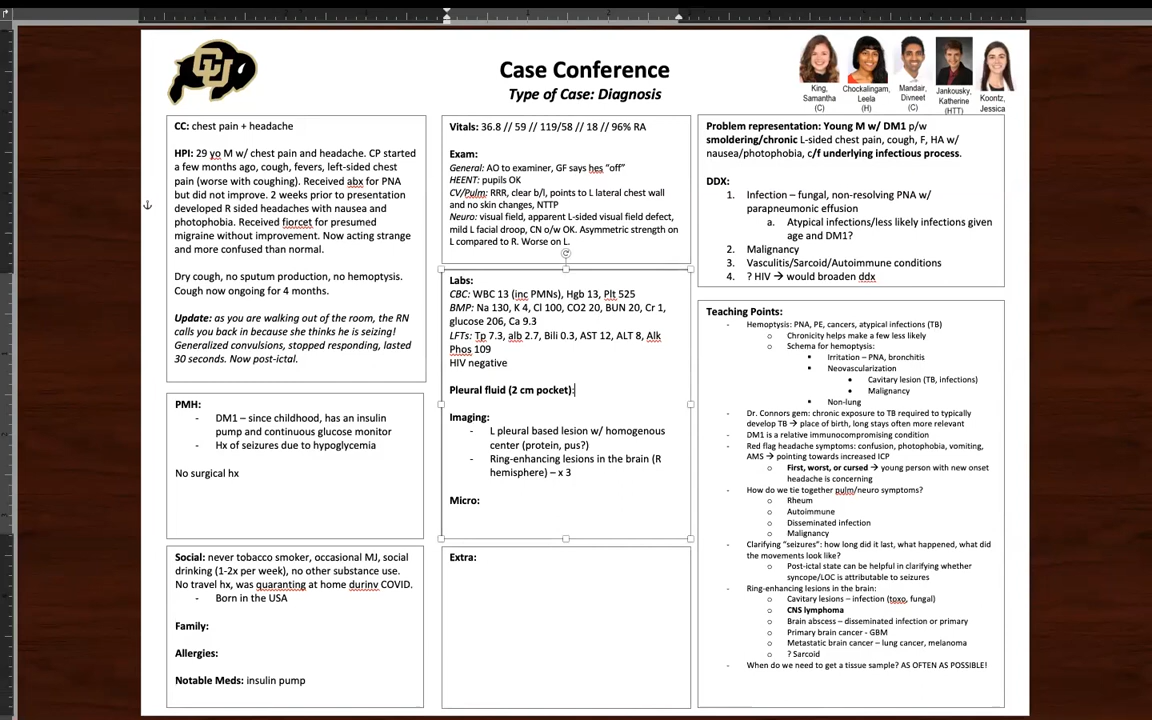 CU
Case Conference
Type of Case: Diagnosis
King,
Samantha
(C)
Chockalingam,
Leela
(H)
Mandair,
Divneet
(C)
Jankousky,
Katherine
(HTT)
Koontz,
Jessica
CC: chest pain + headache
HPI: 29 yo M w/ chest pain and headache. CP started
a few months ago, cough, fevers, left-sided chest
pain (worse with coughing). Received abx for PNA
but did not improve. 2 weeks prior to presentation
developed R sided headaches with nausea and
photophobia. Received fiorcet for presumed
migraine without improvement. Now acting strange
and more confused than normal.
Dry cough, no sputum production, no hemoptysis.
Cough now ongoing for 4 months.
Update: as you are walking out of the room, the RN
calls you back in because she thinks he is seizing!
Generalized convulsions, stopped responding, lasted
30 seconds. Now post-ictal.
PMH:
- DM1 – since childhood, has an insulin
pump and continuous glucose monitor
- Hx of seizures due to hypoglycemia
No surgical hx
Social: never tobacco smoker, occasional MJ, social
drinking (1-2x per week), no other substance use.
No travel hx, was quaranting at home durinv COVID.
- Born in the USA
Family:
Allergies:
Notable Meds: insulin pump
Vitals: 36.8 // 59 // 119/58 // 18 // 96% RA
Exam:
General: AO to examiner, GF says hes "off"
HEENT: pupils OK
CV/Pulm: RRR, clear b/l, points to L lateral chest wall
and no skin changes, NTTP
Neuro: visual field, apparent L-sided visual field defect,
mild L facial droop, CN o/w OK. Asymmetric strength on
L compared to R. Worse on L.
Labs:
CBC: WBC 13 (inc PMNs), Hgb 13, Plt 525
BMP: Na 130, K 4, Cl 100, CO2 20, BUN 20, Cr 1,
glucose 206, Ca 9.3
LFTs: Tp 7.3, alb 2.7, Bili 0.3, AST 12, ALT 8, Alk
Phos 109
HIV negative
Pleural fluid (2 cm pocket):
Imaging:
- L pleural based lesion w/ homogenous
center (protein, pus?)
- Ring-enhancing lesions in the brain (R
hemisphere) – x 3
Micro:
Extra:
Problem representation: Young M w/ DM1 p/w
smoldering/chronic L-sided chest pain, cough, F, HA w/
nausea/photophobia, c/f underlying infectious process.
DDX:
1. Infection – fungal, non-resolving PNA w/
parapneumonic effusion
a. Atypical infections/less likely infections given
age and DM1?
2. Malignancy
3. Vasculitis/Sarcoid/Autoimmune conditions
4. ? HIV → would broaden ddx
Teaching Points:
- Hemoptysis: PNA, PE, cancers, atypical infections (TB)
o Chronicity helps make a few less likely
o Schema for hemoptysis:
▪ Irritation – PNA, bronchitis
▪ Neovascularization
• Cavitary lesion (TB, infections)
• Malignancy
▪ Non-lung
- Dr. Connors gem: chronic exposure to TB required to typically
develop TB → place of birth, long stays often more relevant
- DM1 is a relative immunocompromising condition
- Red flag headache symptoms: confusion, photophobia, vomiting,
AMS → pointing towards increased ICP
o First, worst, or cursed → young person with new onset
headache is concerning
- How do we tie together pulm/neuro symptoms?
o Rheum
o Autoimmune
o Disseminated infection
o Malignancy
- Clarifying "seizures": how long did it last, what happened, what did
the movements look like?
o Post-ictal state can be helpful in clarifying whether
syncope/LOC is attributable to seizures
- Ring-enhancing lesions in the brain:
o Cavitary lesions – infection (toxo, fungal)
o CNS lymphoma
o Brain abscess – disseminated infection or primary
o Primary brain cancer - GBM
o Metastatic brain cancer – lung cancer, melanoma
o ? Sarcoid
- When do we need to get a tissue sample? AS OFTEN AS POSSIBLE!